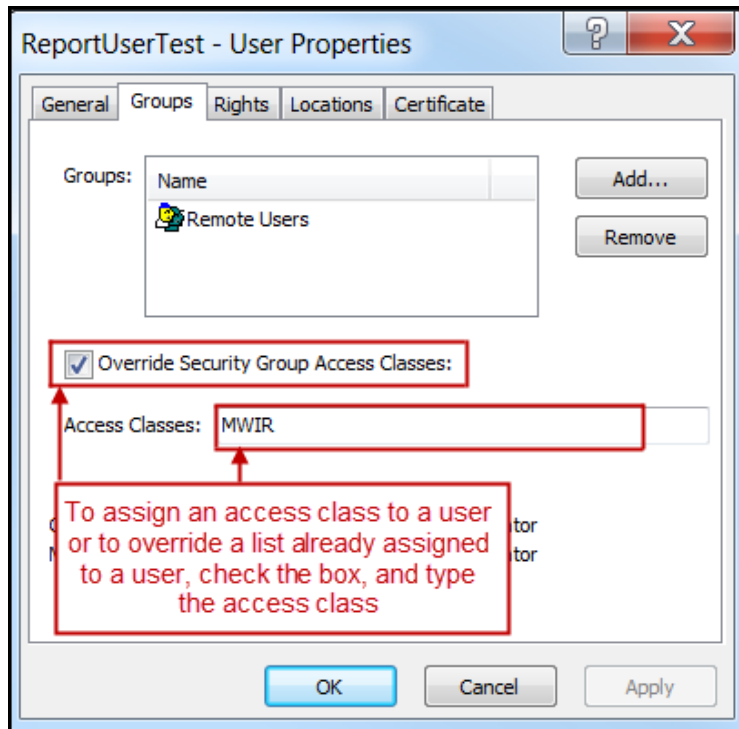 ReportUserTest - User Properties
General Groups Rights Locations Certificate
Groups:
Name
Remote Users
Add...
Remove
Override Security Group Access Classes:
Access Classes: MWIR
To assign an access class to a user
or to override a list already assigned
to a user, check the box, and type
the access class
OK Cancel Apply